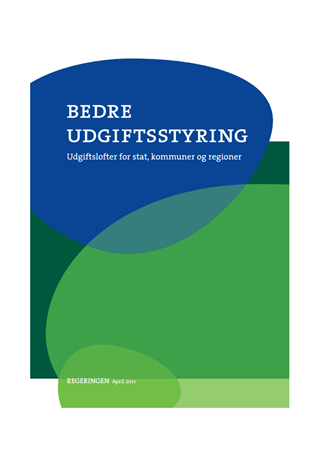 BEDRE
UDGIFTSSTYRING
Udgiftslofter for stat, kommuner og regioner
REGERINGEN April 2011